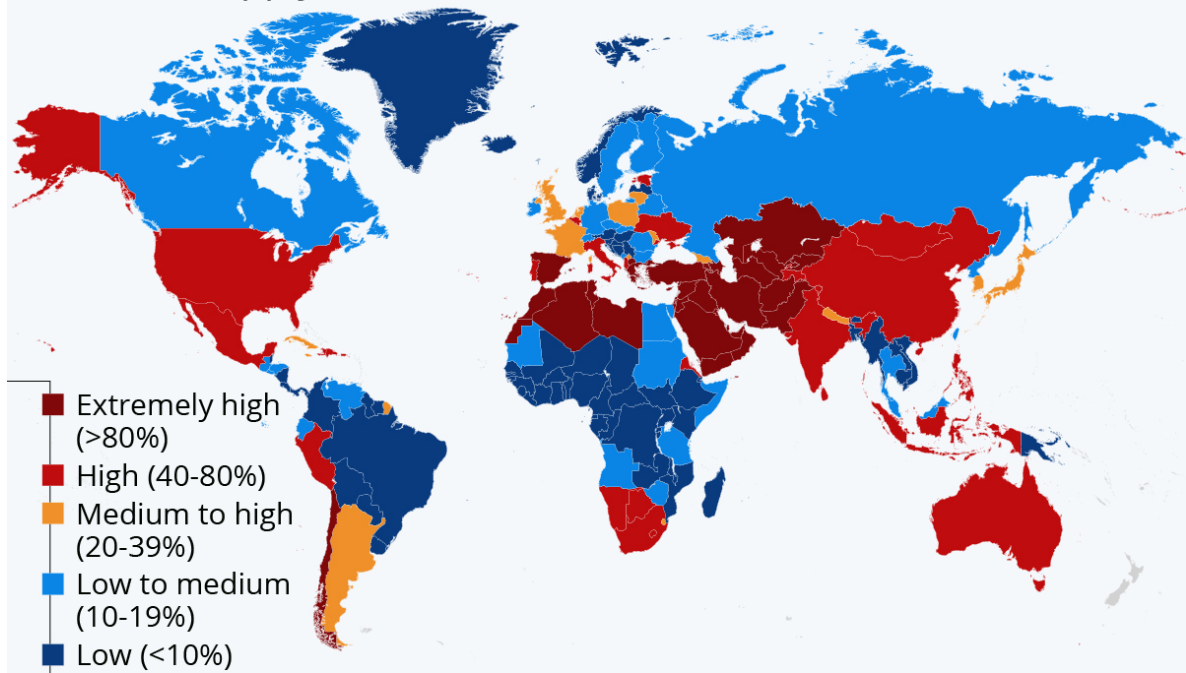 Extremely high
(>80%)
High (40-80%)
Medium to high
(20-39%)
Low to medium
(10-19%)
Low (<10%)